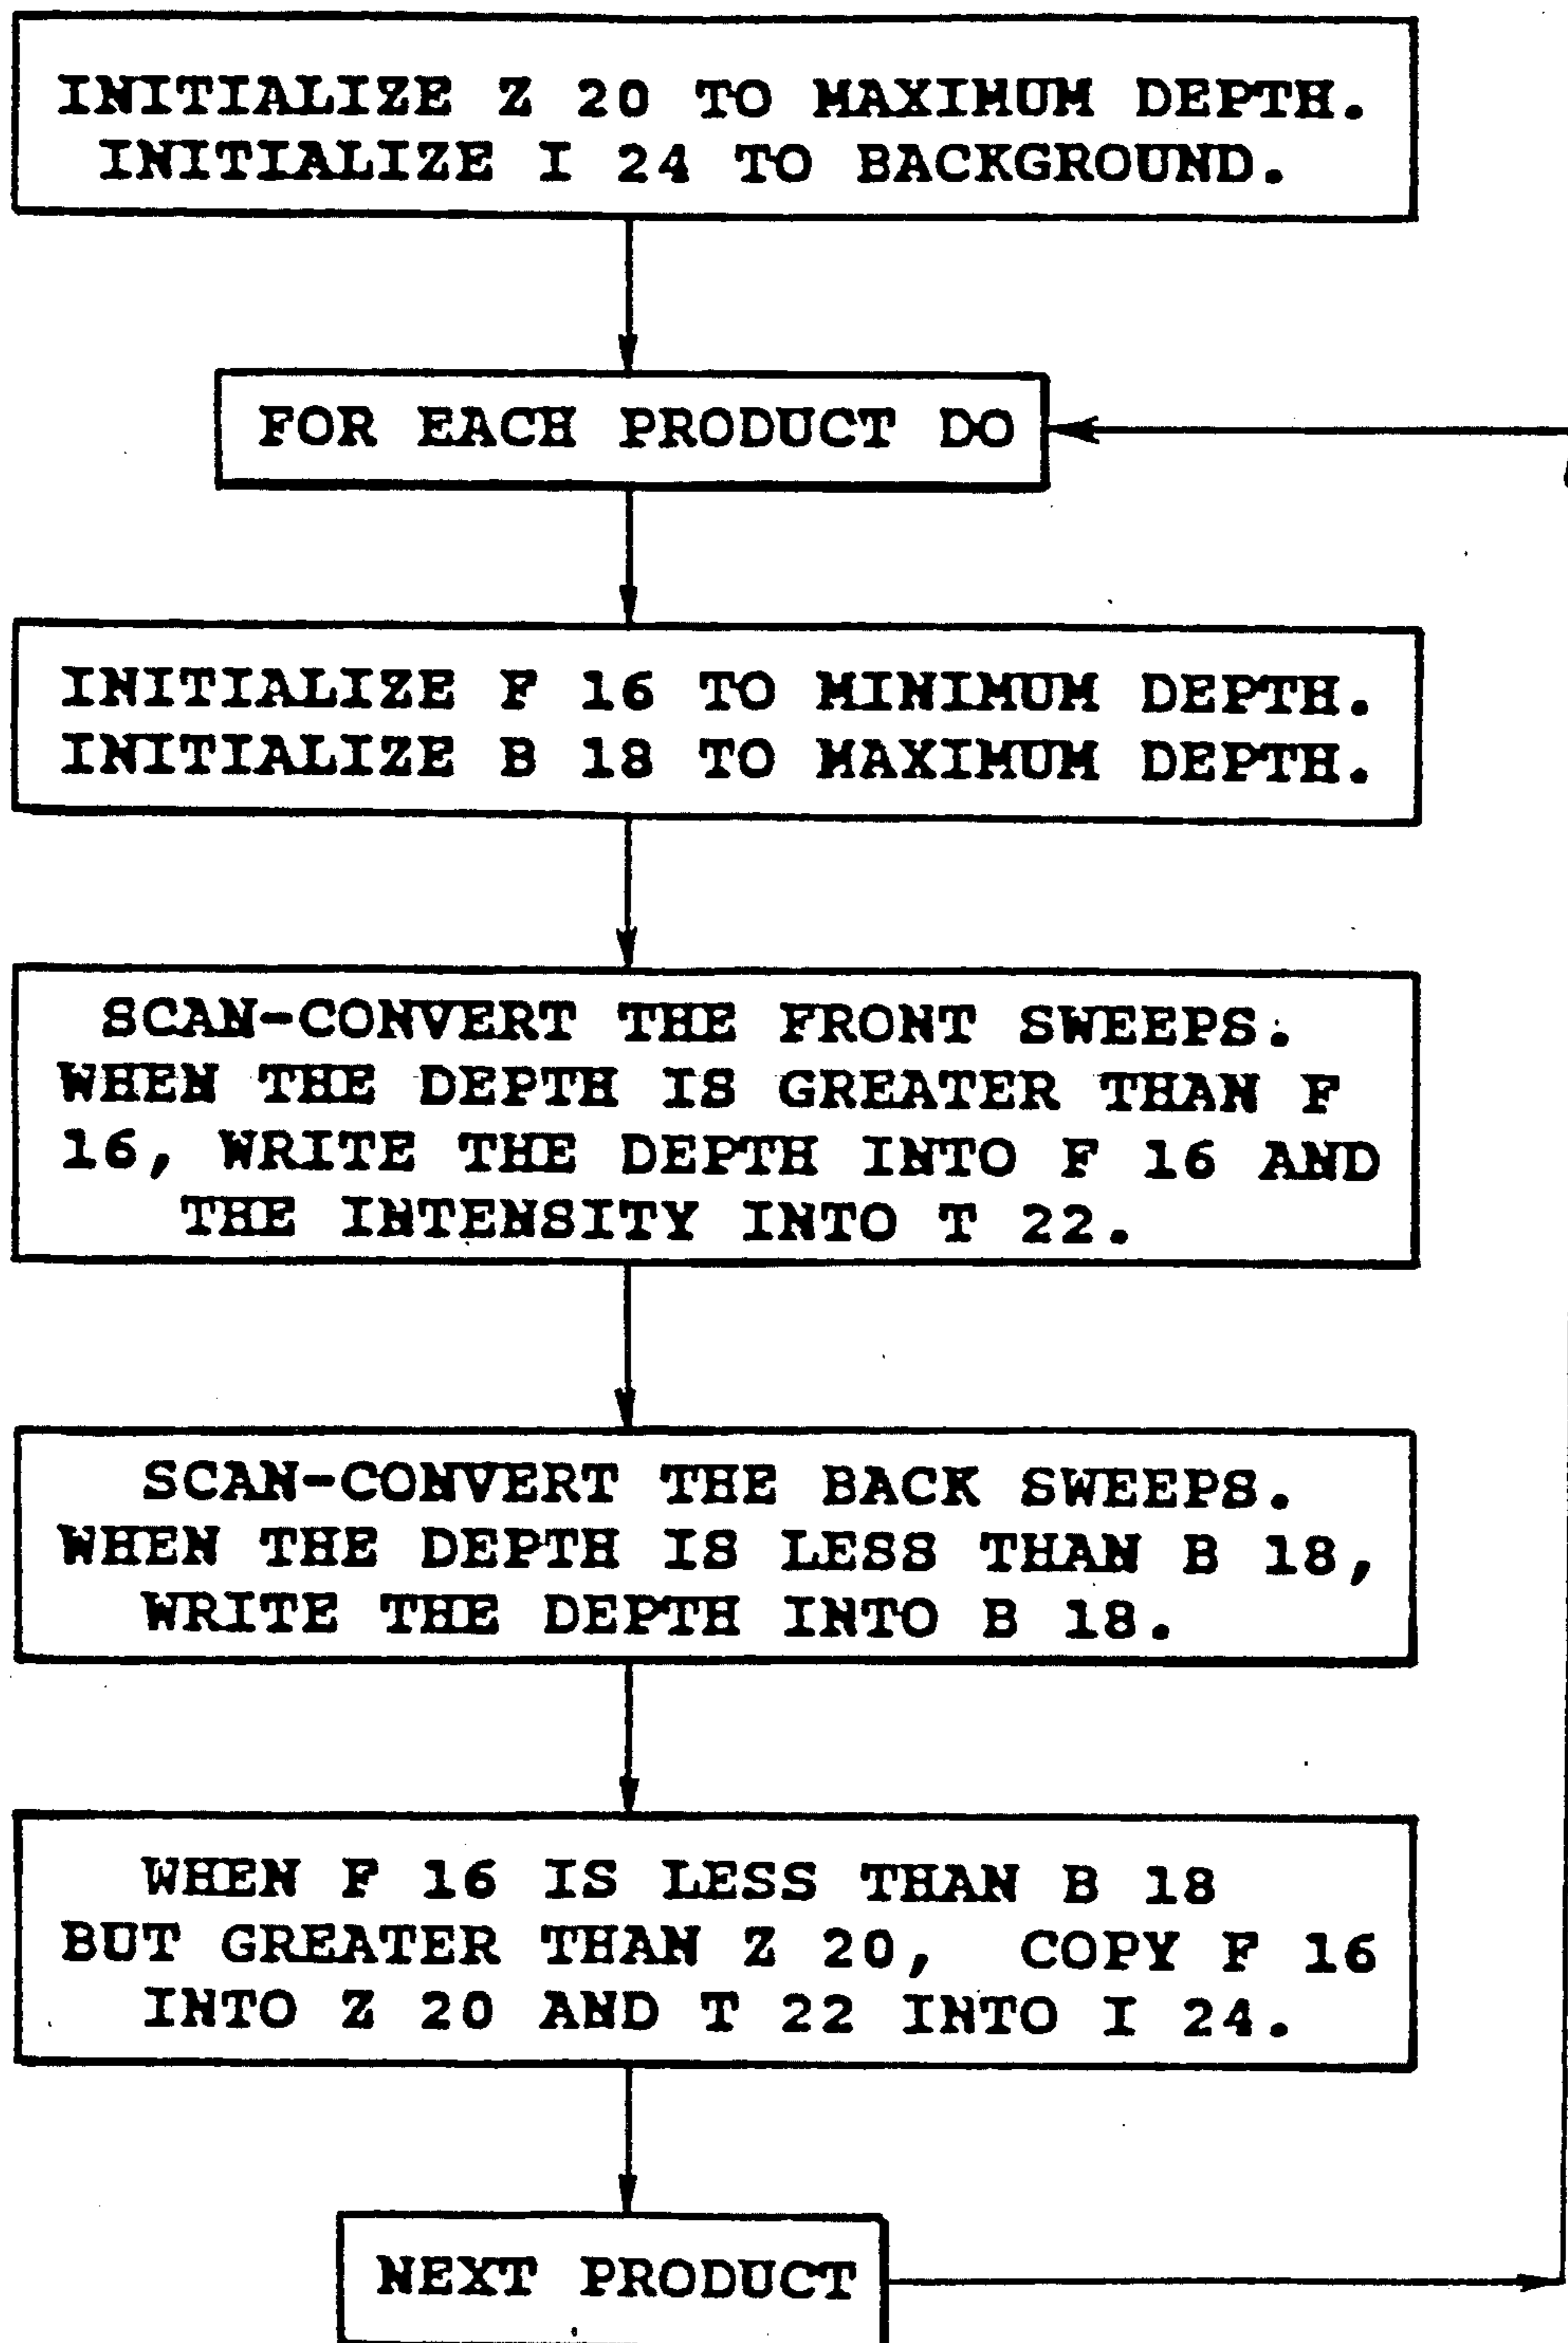 INITIALIZE Z 20 TO MAXIMUM DEPTH.
INITIALIZE I 24 TO BACKGROUND.
FOR EACH PRODUCT DO
INITIALIZE F 16 TO MINIMUM DEPTH.
INITIALIZE B 18 TO MAXIMUM DEPTH.
SCAN-CONVERT THE FRONT SWEEPS.
WHEN THE DEPTH IS GREATER THAN F
16, WRITE THE DEPTH INTO F 16 AND
THE INTENSITY INTO T 22.
SCAN-CONVERT THE BACK SWEEPS.
WHEN THE DEPTH IS LESS THAN B 18,
WRITE THE DEPTH INTO B 18.
WHEN F 16 IS LESS THAN B 18
BUT GREATER THAN Z 20, COPY F 16
INTO Z 20 AND T 22 INTO I 24.
NEXT PRODUCT